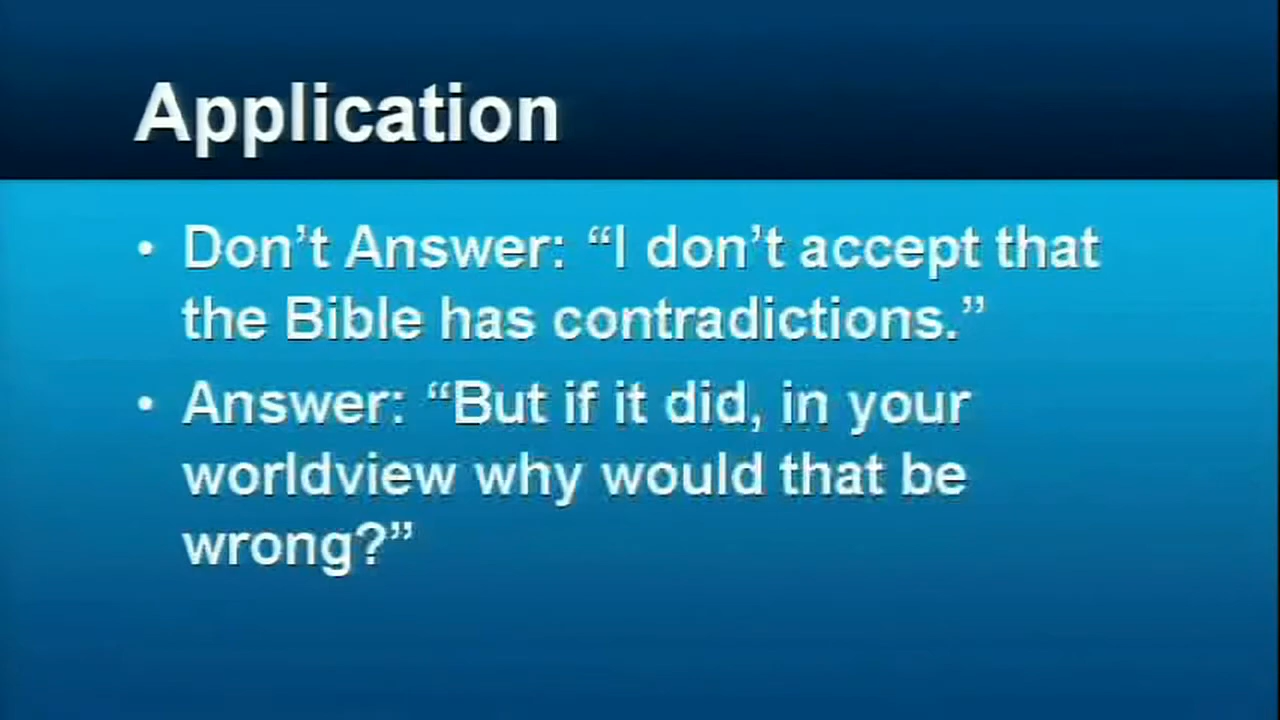 Application
• Don’t Answer: “I don’t accept that
the Bible has contradictions.”
• Answer: “But if it did, in your
worldview why would that be
wrong?”